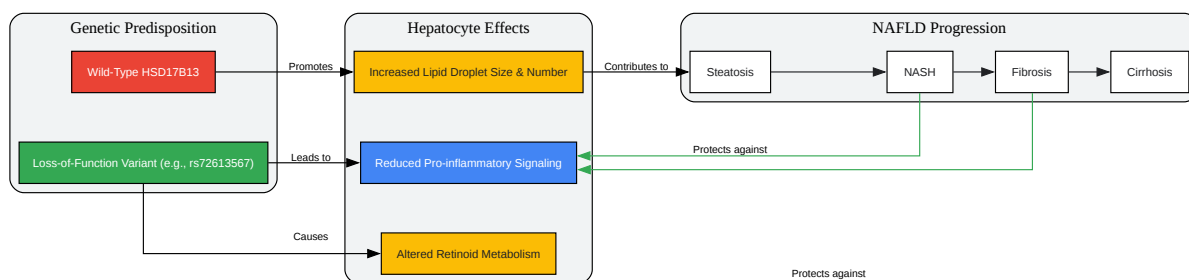 Genetic Predisposition
Hepatocyte Effects
NAFLD Progression
Wild-Type HSD17B13
Promotes
Increased Lipid Droplet Size & Number
Contributes to
Steatosis
NASH
Fibrosis
Cirrhosis
Loss-of-Function Variant (e.g., rs72613567)
Leads to
Reduced Pro-inflammatory Signaling
Protects against
Causes
Altered Retinoid Metabolism
Protects against